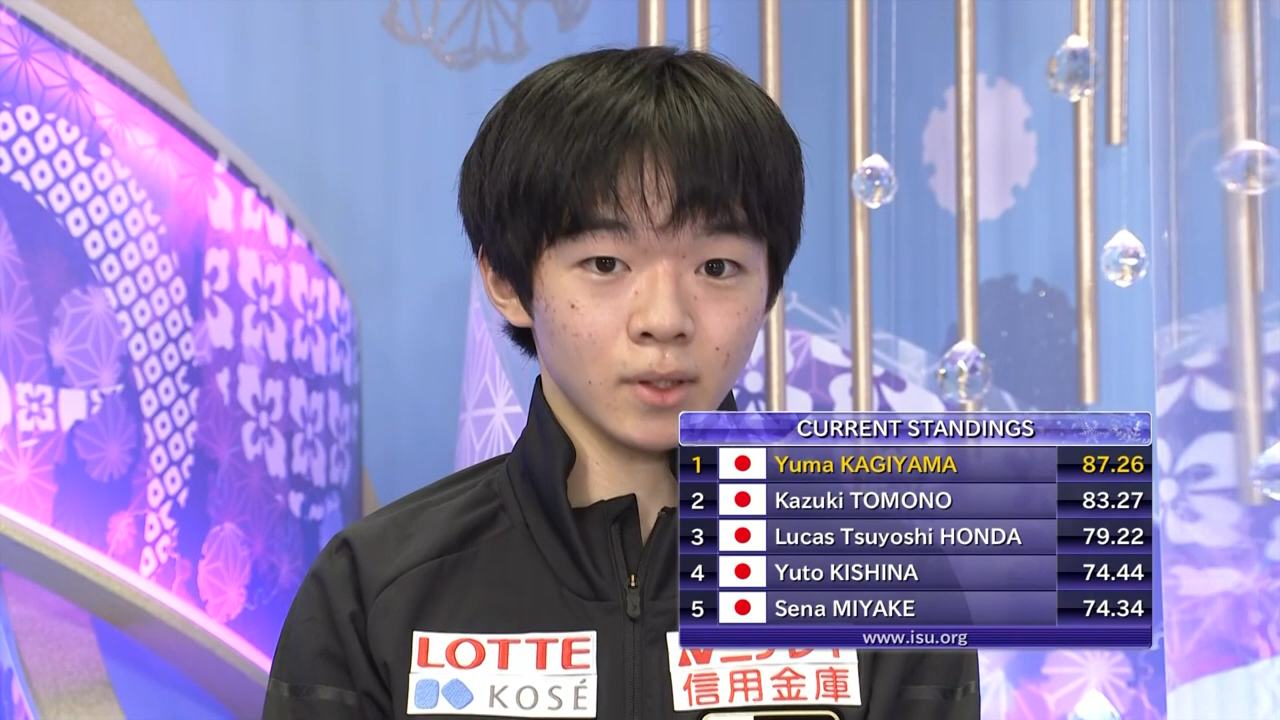 CURRENT STANDINGS
1 Yuma KAGIYAMA 87.26
2 Kazuki TOMONO 83.27
3 Lucas Tsuyoshi HONDA 79.22
4 Yuto KISHINA 74.44
5 Sena MIYAKE 74.34
www.isu.org
LOTTE
KOSÉ
信用金庫